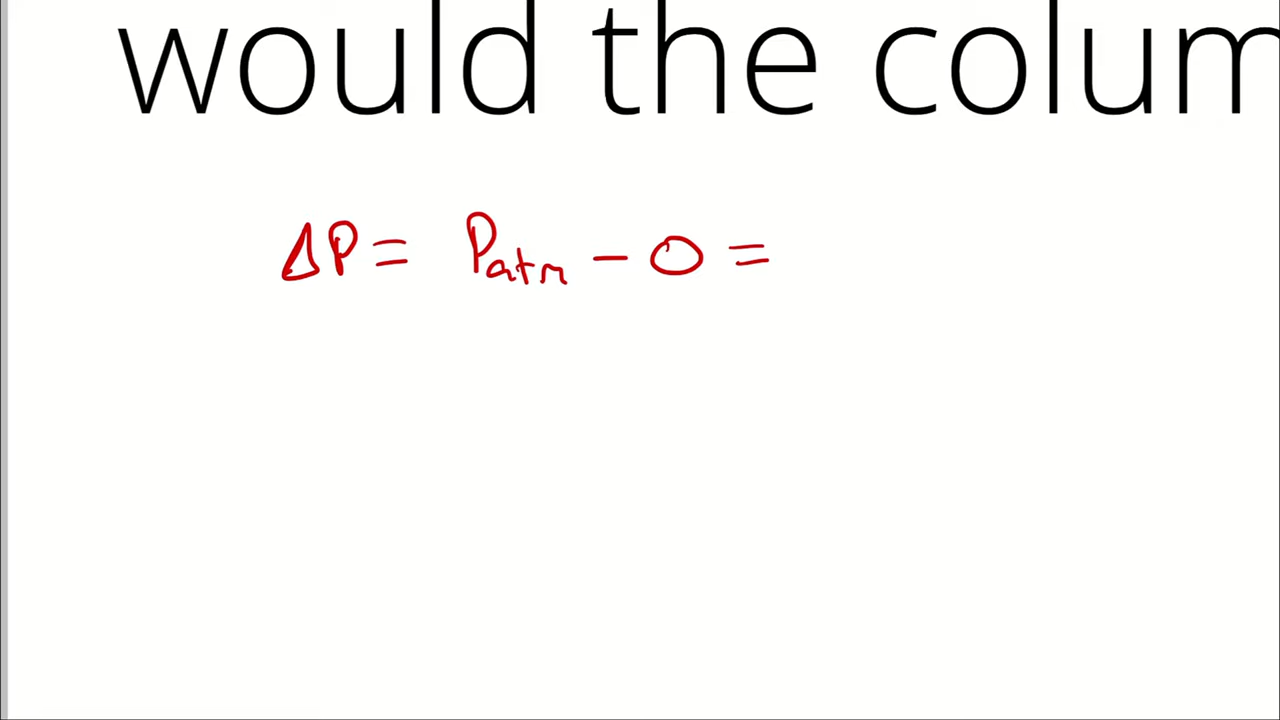 would the colum
ΔP = Patm - 0 =